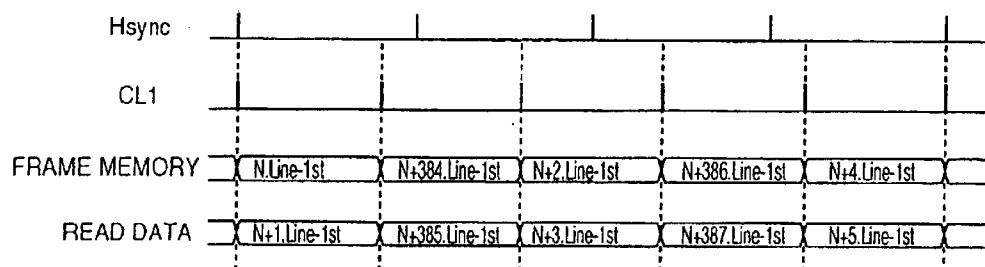 Hsync
CL1
FRAME MEMORY N.Line-1st N+384.Line-1st N+2.Line-1st N+386.Line-1st N+4.Line-1st
READ DATA N+1.Line-1st N+385.Line-1st N+3.Line-1st N+387.Line-1st N+5.Line-1st